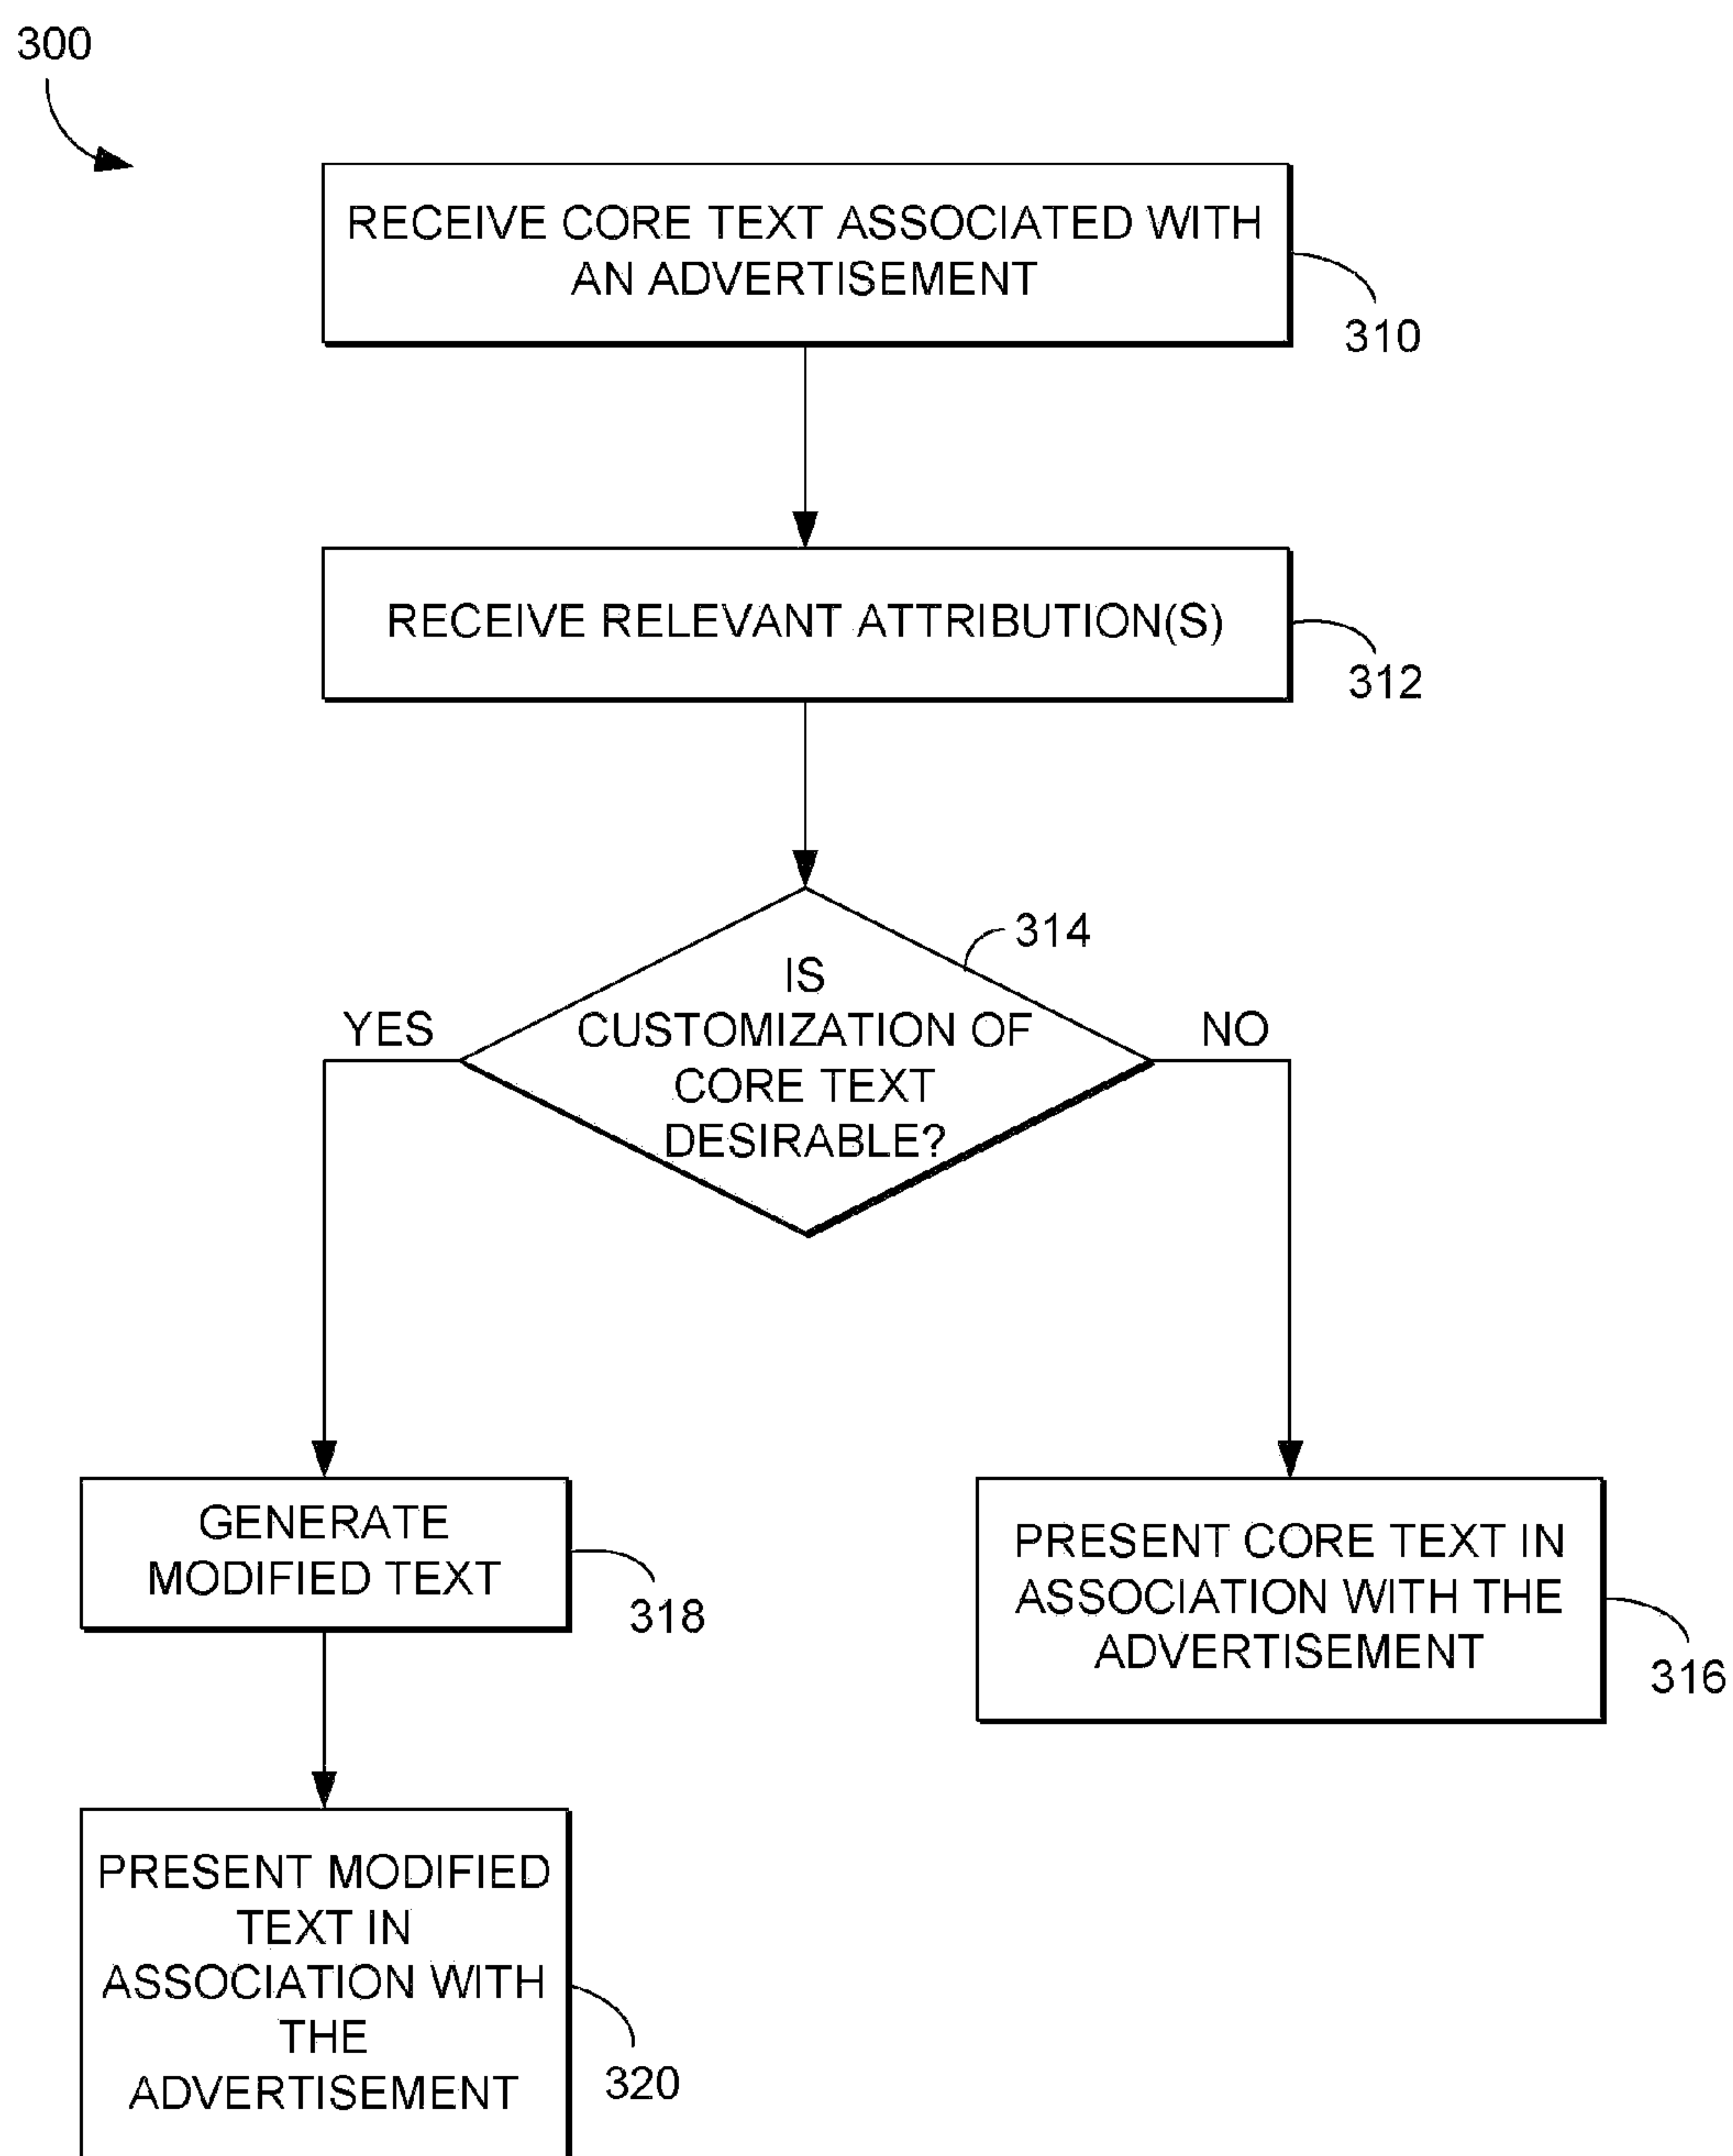 300
RECEIVE CORE TEXT ASSOCIATED WITH
AN ADVERTISEMENT
310
RECEIVE RELEVANT ATTRIBUTION(S)
312
314
IS
CUSTOMIZATION OF
CORE TEXT
DESIRABLE?
YES
NO
GENERATE
MODIFIED TEXT
318
PRESENT CORE TEXT IN
ASSOCIATION WITH THE
ADVERTISEMENT
316
PRESENT MODIFIED
TEXT IN
ASSOCIATION WITH
THE
ADVERTISEMENT
320